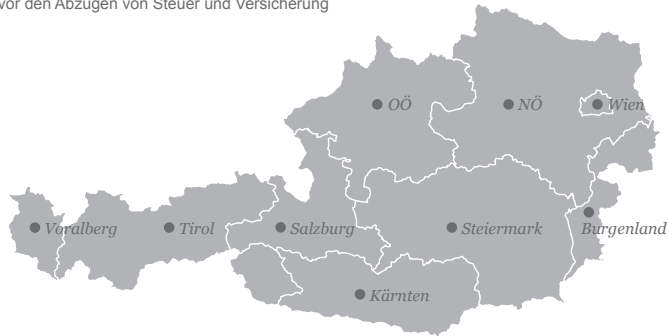 vor den Abzügen von Steuer und Versicherung
OÖ
NÖ
Wien
Voralberg
Tirol
Salzburg
Steiermark
Burgenland
Kärnten